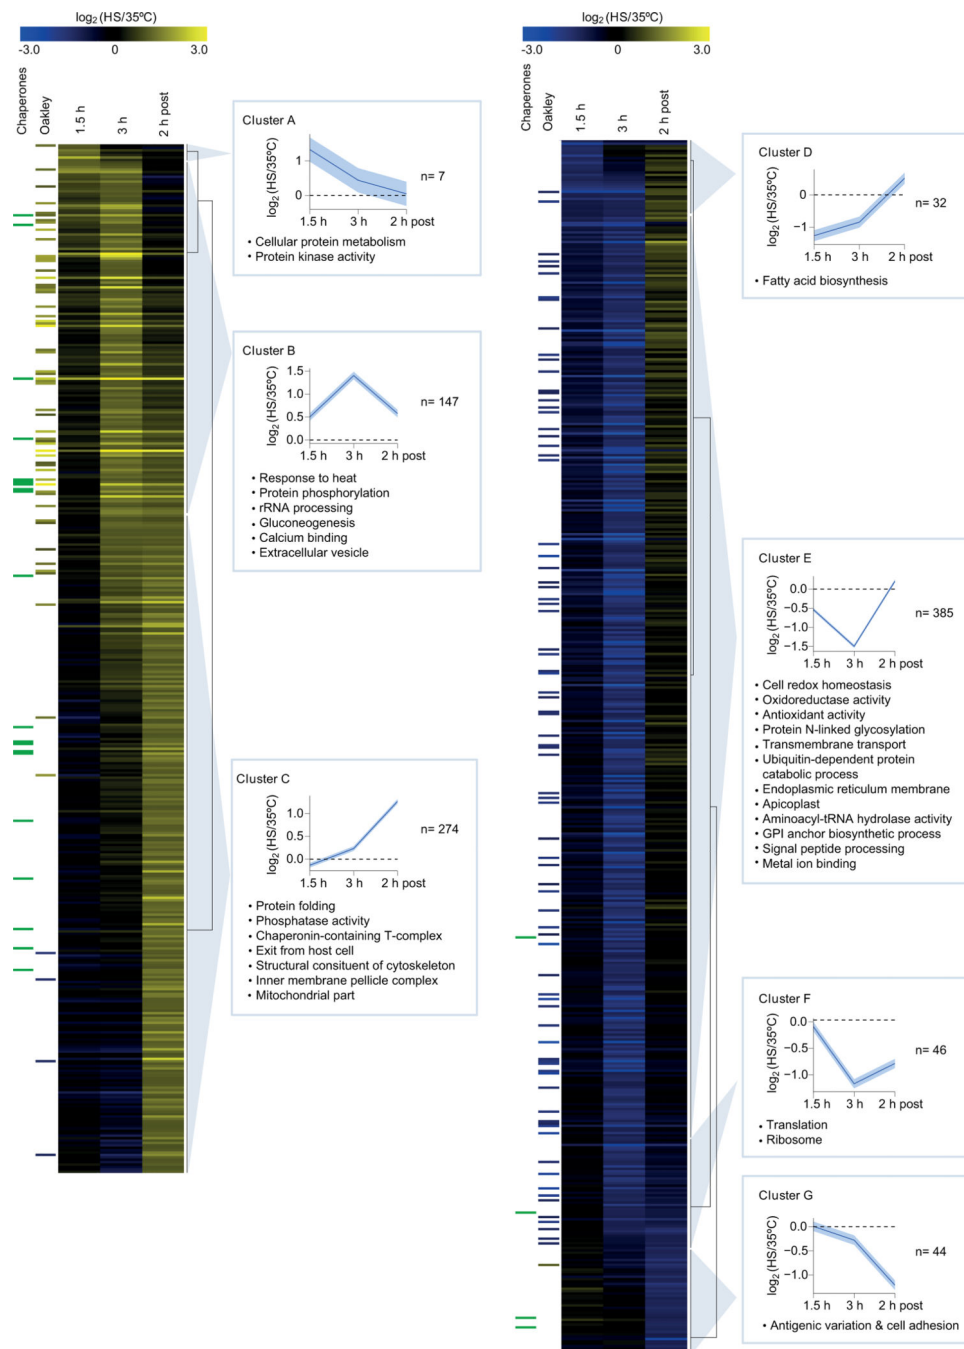 log2 (HS/35ºC)
-3.0 0 3.0
Chaperones
Oakley
1.5 h
3 h
2 h post
Cluster A
log2 (HS/35ºC)
1
0
1.5 h 3 h 2 h post
n= 7
• Cellular protein metabolism
• Protein kinase activity
Cluster B
log2 (HS/35ºC)
1.5
1.0
0.5
0.0
1.5 h 3 h 2 h post
n= 147
• Response to heat
• Protein phosphorylation
• rRNA processing
• Gluconeogenesis
• Calcium binding
• Extracellular vesicle
Cluster C
log2 (HS/35ºC)
1.0
0.5
0.0
1.5 h 3 h 2 h post
n= 274
• Protein folding
• Phosphatase activity
• Chaperonin-containing T-complex
• Exit from host cell
• Structural consituent of cytoskeleton
• Inner membrane pellicle complex
• Mitochondrial part
log2 (HS/35ºC)
-3.0 0 3.0
Chaperones
Oakley
1.5 h
3 h
2 h post
Cluster D
log2 (HS/35ºC)
0
−1
1.5 h 3 h 2 h post
n= 32
• Fatty acid biosynthesis
Cluster E
log2 (HS/35ºC)
0.0
−0.5
−1.0
−1.5
1.5 h 3 h 2 h post
n= 385
• Cell redox homeostasis
• Oxidoreductase activity
• Antioxidant activity
• Protein N-linked glycosylation
• Transmembrane transport
• Ubiquitin-dependent protein
catabolic process
• Endoplasmic reticulum membrane
• Apicoplast
• Aminoacyl-tRNA hydrolase activity
• GPI anchor biosynthetic process
• Signal peptide processing
• Metal ion binding
Cluster F
log2 (HS/35ºC)
0.0
−0.5
−1.0
1.5 h 3 h 2 h post
n= 46
• Translation
• Ribosome
Cluster G
log2 (HS/35ºC)
0.0
−0.5
−1.0
1.5 h 3 h 2 h post
n= 44
• Antigenic variation & cell adhesion